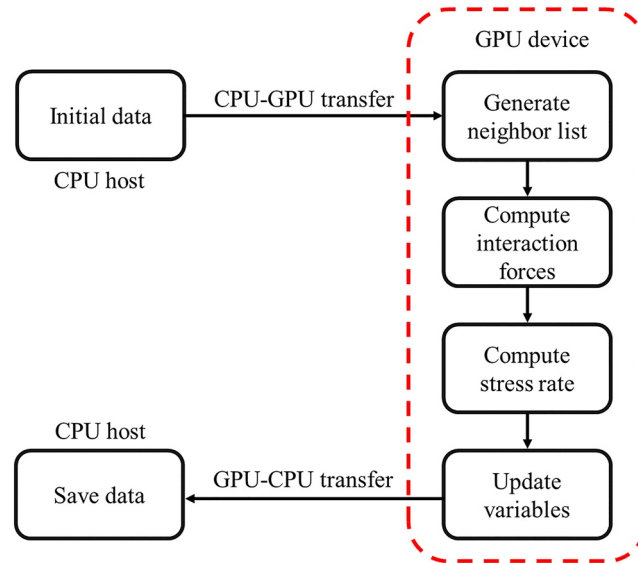 GPU device
Initial data
CPU host
CPU-GPU transfer
Generate
neighbor list
Compute
interaction
forces
Compute
stress rate
Update
variables
GPU-CPU transfer
CPU host
Save data